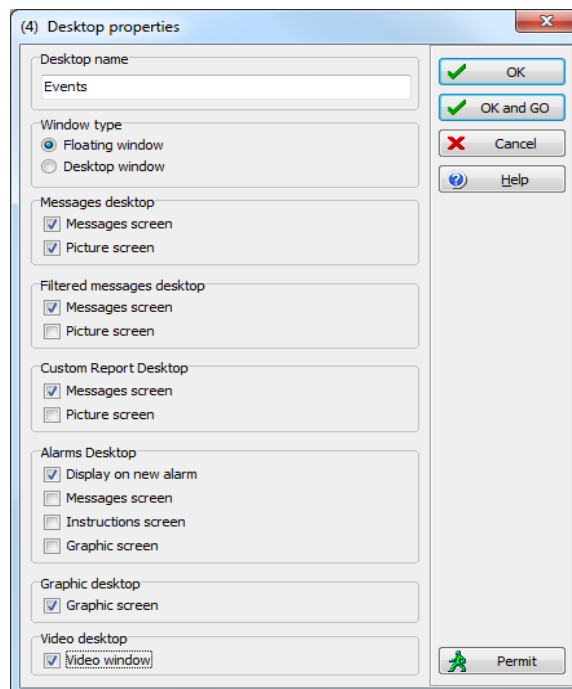 (4) Desktop properties
Desktop name
Events
Window type
Floating window
Desktop window
Messages desktop
Messages screen
Picture screen
Filtered messages desktop
Messages screen
Picture screen
Custom Report Desktop
Messages screen
Picture screen
Alarms Desktop
Display on new alarm
Messages screen
Instructions screen
Graphic screen
Graphic desktop
Graphic screen
Video desktop
Video window
OK
OK and GO
Cancel
Help
Permit